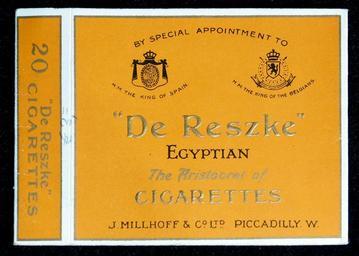 20 "De Reszke"
CIGARETTES
BY SPECIAL APPOINTMENT TO
H.M. THE KING OF SPAIN.
H.M. THE KING OF THE BELGIANS.
"De Reszke"
EGYPTIAN
The Aristocrat of
CIGARETTES
J. MILLHOFF & CO LTD PICCADILLY. W.